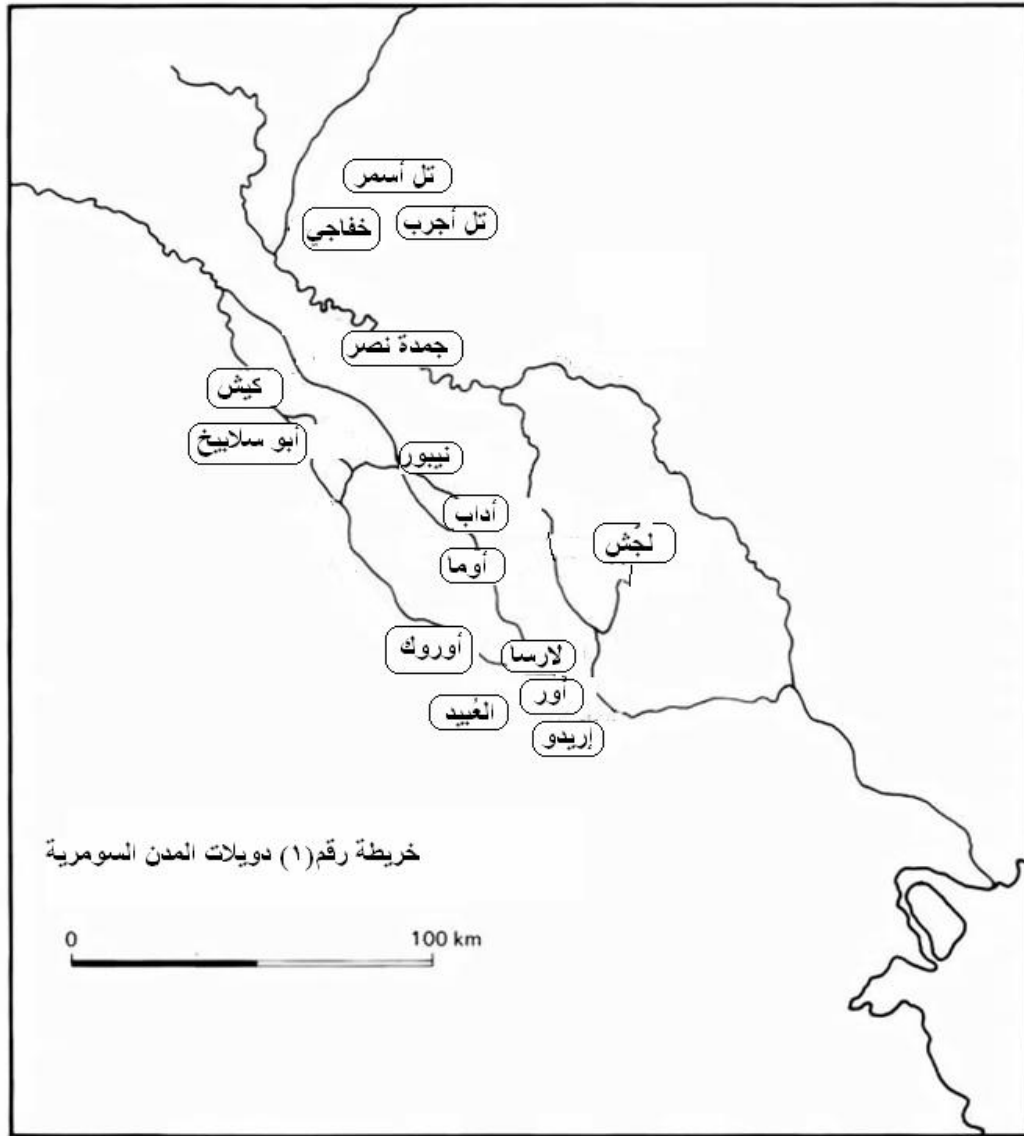 تل أسمر
خفاجي
تل أجرب
جمدة نصر
كيش
أبو سلابيخ
نيبور
أداب
لجُش
أوما
أوروك
لارسا
أور
العُبيد
إريدو
خريطة رقم(١) دويلات المدن السومرية
0 100 km